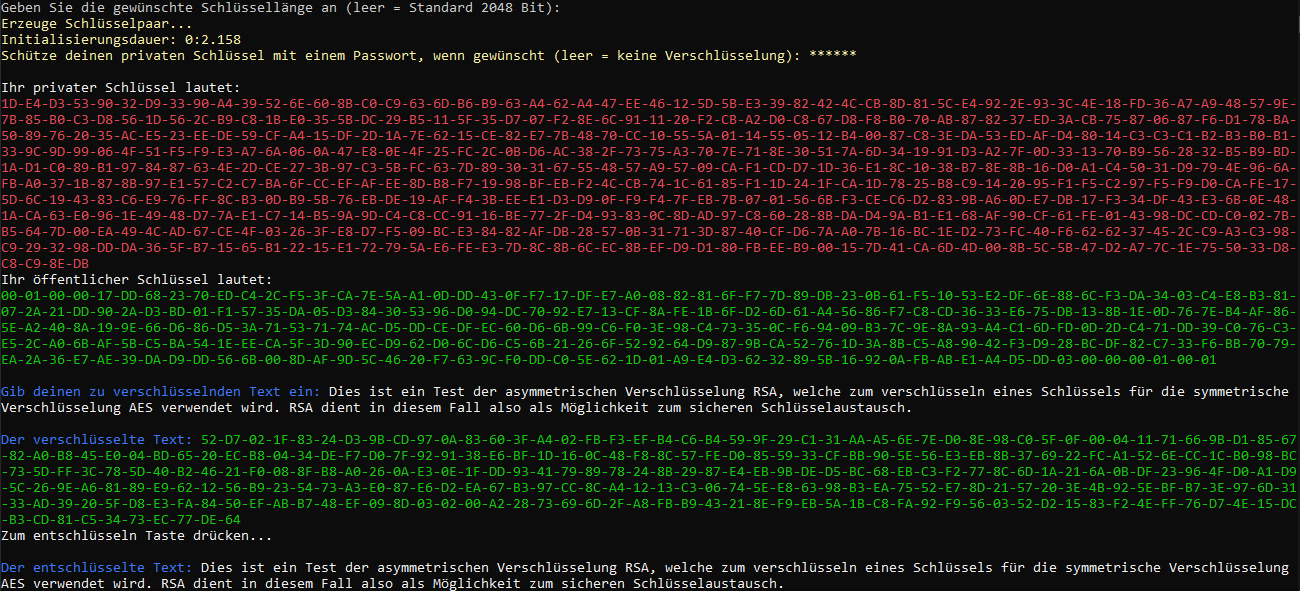 Geben Sie die gewünschte Schlüssellänge an (leer = Standard 2048 Bit):
Erzeuge Schlüsselpaar...
Initialisierungsdauer: 0:2.158
Schütze deinen privaten Schlüssel mit einem Passwort, wenn gewünscht (leer = keine Verschlüsselung): ******
Ihr privater Schlüssel lautet:
1D-E4-D3-53-90-32-D9-33-90-A4-39-52-6E-60-8B-C0-C9-63-6D-B6-B9-63-A4-62-A4-47-EE-46-12-5D-5B-E3-39-82-42-4C-CB-8D-81-5C-E4-92-2E-93-3C-4E-18-FD-36-A7-A9-48-57-9E-
7B-85-B0-C3-D8-56-1D-56-2C-B9-C8-1B-E0-35-5B-DC-29-B5-11-5F-35-D7-07-F2-8E-6C-91-11-20-F2-CB-A2-D0-C8-67-D8-F8-B0-70-AB-87-82-37-ED-3A-CB-75-87-06-87-F6-D1-78-BA-
50-89-76-20-35-AC-E5-23-EE-DE-59-CF-A4-15-DF-2D-1A-7E-62-15-CE-82-E7-7B-48-70-CC-10-55-5A-01-14-55-05-12-B4-00-87-C8-3E-DA-53-ED-AF-D4-80-14-C3-C3-C1-B2-B3-B0-B1-
33-9C-9D-99-06-4F-51-F5-F9-E3-A7-6A-06-0A-47-E8-0E-4F-25-FC-2C-0B-D6-AC-38-2F-73-75-A3-70-7E-71-8E-30-51-7A-6D-34-19-91-D3-A2-7F-0D-33-13-70-B9-56-28-32-B5-B9-BD-
1A-D1-C0-89-B1-97-84-87-63-4E-2D-CE-27-3B-97-C3-5B-FC-63-7D-89-30-31-67-55-48-57-A9-57-09-CA-F1-CD-D7-1D-36-E1-8C-10-38-B7-8E-8B-16-D0-A1-C4-50-31-D9-79-4E-96-6A-
FB-A0-37-1B-87-8B-97-E1-57-C2-C7-BA-6F-CC-EF-AF-EE-8D-B8-F7-19-98-BF-EB-F2-4C-CB-74-1C-61-85-F1-1D-24-1F-CA-1D-78-25-B8-C9-14-20-95-F1-F5-C2-97-F5-F9-D0-CA-FE-17-
5D-6C-19-43-83-C6-E9-76-FF-8C-B3-0D-B9-5B-76-EB-DE-19-AF-F4-3B-EE-E1-D3-D9-0F-F9-F4-7F-EB-7B-07-01-56-6B-F3-CE-C6-D2-83-9B-A6-0D-E7-DB-17-F3-34-DF-43-E3-6B-0E-48-
1A-CA-63-E0-96-1E-49-48-D7-7A-E1-C7-14-B5-9A-9D-C4-C8-CC-91-16-BE-77-2F-D4-93-83-0C-8D-AD-97-C8-60-28-8B-DA-D4-9A-B1-E1-68-AF-90-CF-61-FE-01-43-98-DC-CD-C0-02-7B-
B5-64-7D-00-EA-49-4C-AD-67-CE-4F-03-26-3F-E8-D7-F5-09-BC-E3-84-82-AF-DB-28-57-0B-31-71-3D-87-40-CF-D6-7A-A0-7B-16-BC-1E-D2-73-FC-40-F6-62-62-37-45-2C-C9-A3-C3-98-
C9-29-32-98-DD-DA-36-5F-B7-15-65-B1-22-15-E1-72-79-5A-E6-FE-E3-7D-8C-8B-6C-EC-8B-EF-D9-D1-80-FB-EE-B9-00-15-7D-41-CA-6D-4D-00-8B-5C-5B-47-D2-A7-7C-1E-75-50-33-D8-
C8-C9-8E-DB
Ihr öffentlicher Schlüssel lautet:
00-01-00-00-17-DD-68-23-70-ED-C4-2C-F5-3F-CA-7E-5A-A1-0D-DD-43-0F-F7-17-DF-E7-A0-08-82-81-6F-F7-7D-89-DB-23-0B-61-F5-10-53-E2-DF-6E-88-6C-F3-DA-34-03-C4-E8-B3-81-
07-2A-21-DD-90-2A-D3-BD-01-F1-57-35-DA-05-D3-84-30-53-96-D0-94-DC-70-92-E7-13-CF-8A-FE-1B-6F-D2-6D-61-A4-56-86-F7-C8-CD-36-33-E6-75-DB-13-8B-1E-0D-76-7E-B4-AF-86-
5E-A2-40-8A-19-9E-66-D6-86-D5-3A-71-53-71-74-AC-D5-DD-CE-DF-EC-60-D6-6B-99-C6-F0-3E-98-C4-73-35-0C-F6-94-09-B3-7C-9E-8A-93-A4-C1-6D-FD-0D-2D-C4-71-DD-39-C0-76-C3-
E5-2C-A0-6B-AF-5B-C5-BA-54-1E-EE-CA-5F-3D-90-EC-D9-62-D0-6C-D6-C5-6B-21-26-6F-52-92-64-D9-87-9B-CA-52-76-1D-3A-8B-C5-A8-90-42-F3-D9-28-BC-DF-82-C7-33-F6-BB-70-79-
EA-2A-36-E7-AE-39-DA-D9-DD-56-6B-00-8D-AF-9D-5C-46-20-F7-63-9C-F0-DD-C0-5E-62-1D-01-A9-E4-D3-62-32-89-5B-16-92-0A-FB-AB-E1-A4-D5-DD-03-00-00-00-01-00-01
Gib deinen zu verschlüsselnden Text ein: Dies ist ein Test der asymmetrischen Verschlüsselung RSA, welche zum verschlüsseln eines Schlüssels für die symmetrische
Verschlüsselung AES verwendet wird. RSA dient in diesem Fall also als Möglichkeit zum sicheren Schlüsselaustausch.
Der verschlüsselte Text: 52-D7-02-1F-83-24-D3-9B-CD-97-0A-83-60-3F-A4-02-FB-F3-EF-B4-C6-B4-59-9F-29-C1-31-AA-A5-6E-7E-D0-8E-98-C0-5F-0F-00-04-11-71-66-9B-D1-85-67
-82-A0-B8-45-E0-04-BD-65-20-EC-B8-04-34-DE-F7-D0-7F-92-91-38-E6-BF-1D-16-0C-48-F8-8C-57-FE-D0-85-59-33-CF-BB-90-5E-56-E3-EB-8B-37-69-22-FC-A1-52-6E-CC-1C-B0-98-BC
-73-5D-FF-3C-78-5D-40-B2-46-21-F0-08-8F-B8-A0-26-0A-E3-0E-1F-DD-93-41-79-89-78-24-8B-29-87-E4-EB-9B-DE-D5-BC-68-EB-C3-F2-77-8C-6D-1A-21-6A-0B-DF-23-96-4F-D0-A1-D9
-5C-26-9E-A6-81-89-E9-62-12-56-B9-23-54-73-A3-E0-87-E6-D2-EA-67-B3-97-CC-8C-A4-12-13-C3-06-74-5E-E8-63-98-B3-EA-75-52-E7-8D-21-57-20-3E-4B-92-5E-BF-B7-3E-97-6D-31
-33-AD-39-20-5F-D8-E3-FA-84-50-EF-AB-B7-48-EF-09-8D-03-02-00-A2-28-73-69-6D-2F-A8-FB-B9-43-21-8E-F9-EB-5A-1B-C8-FA-92-F9-56-03-52-D2-15-83-F2-4E-FF-76-D7-4E-15-DC
-B3-CD-81-C5-34-73-EC-77-DE-64
Zum entschlüsseln Taste drücken...
Der entschlüsselte Text: Dies ist ein Test der asymmetrischen Verschlüsselung RSA, welche zum verschlüsseln eines Schlüssels für die symmetrische Verschlüsselung
AES verwendet wird. RSA dient in diesem Fall also als Möglichkeit zum sicheren Schlüsselaustausch.